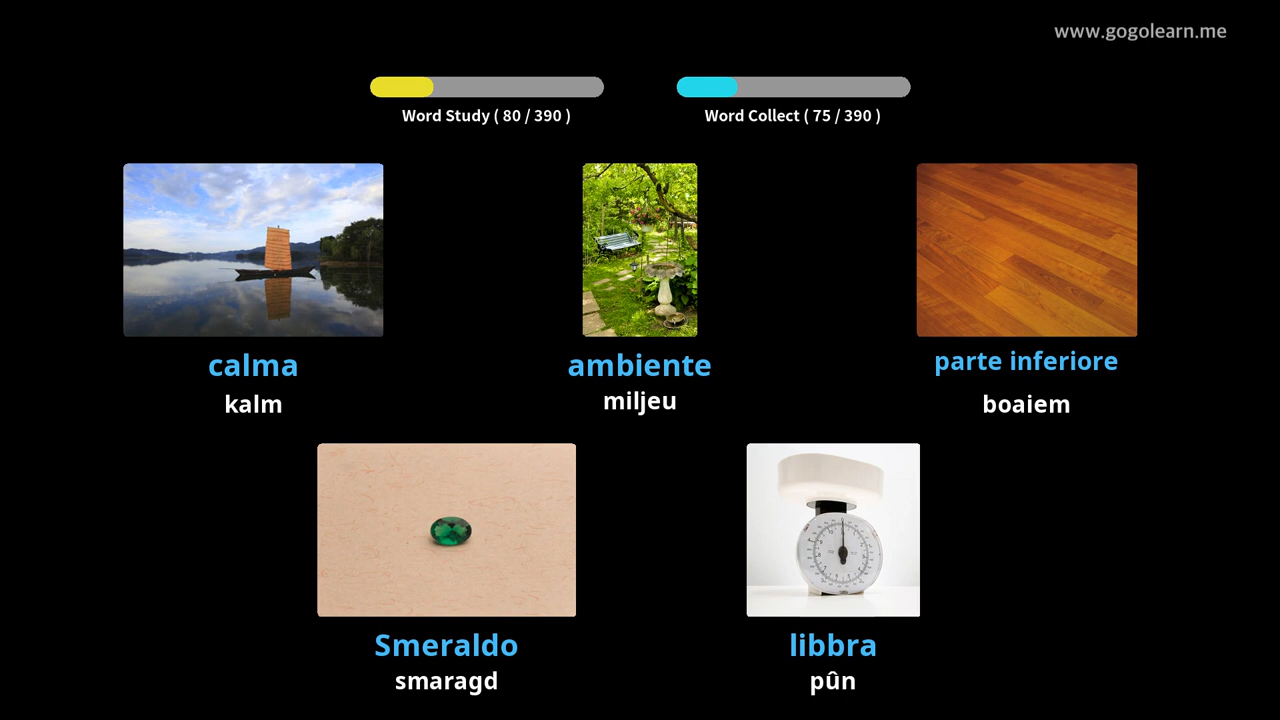 www.gogolearn.me
Word Study ( 80 / 390 )
Word Collect ( 75 / 390 )
calma
kalm
ambiente
miljeu
parte inferiore
boaiem
Smeraldo
smaragd
libbra
pûn